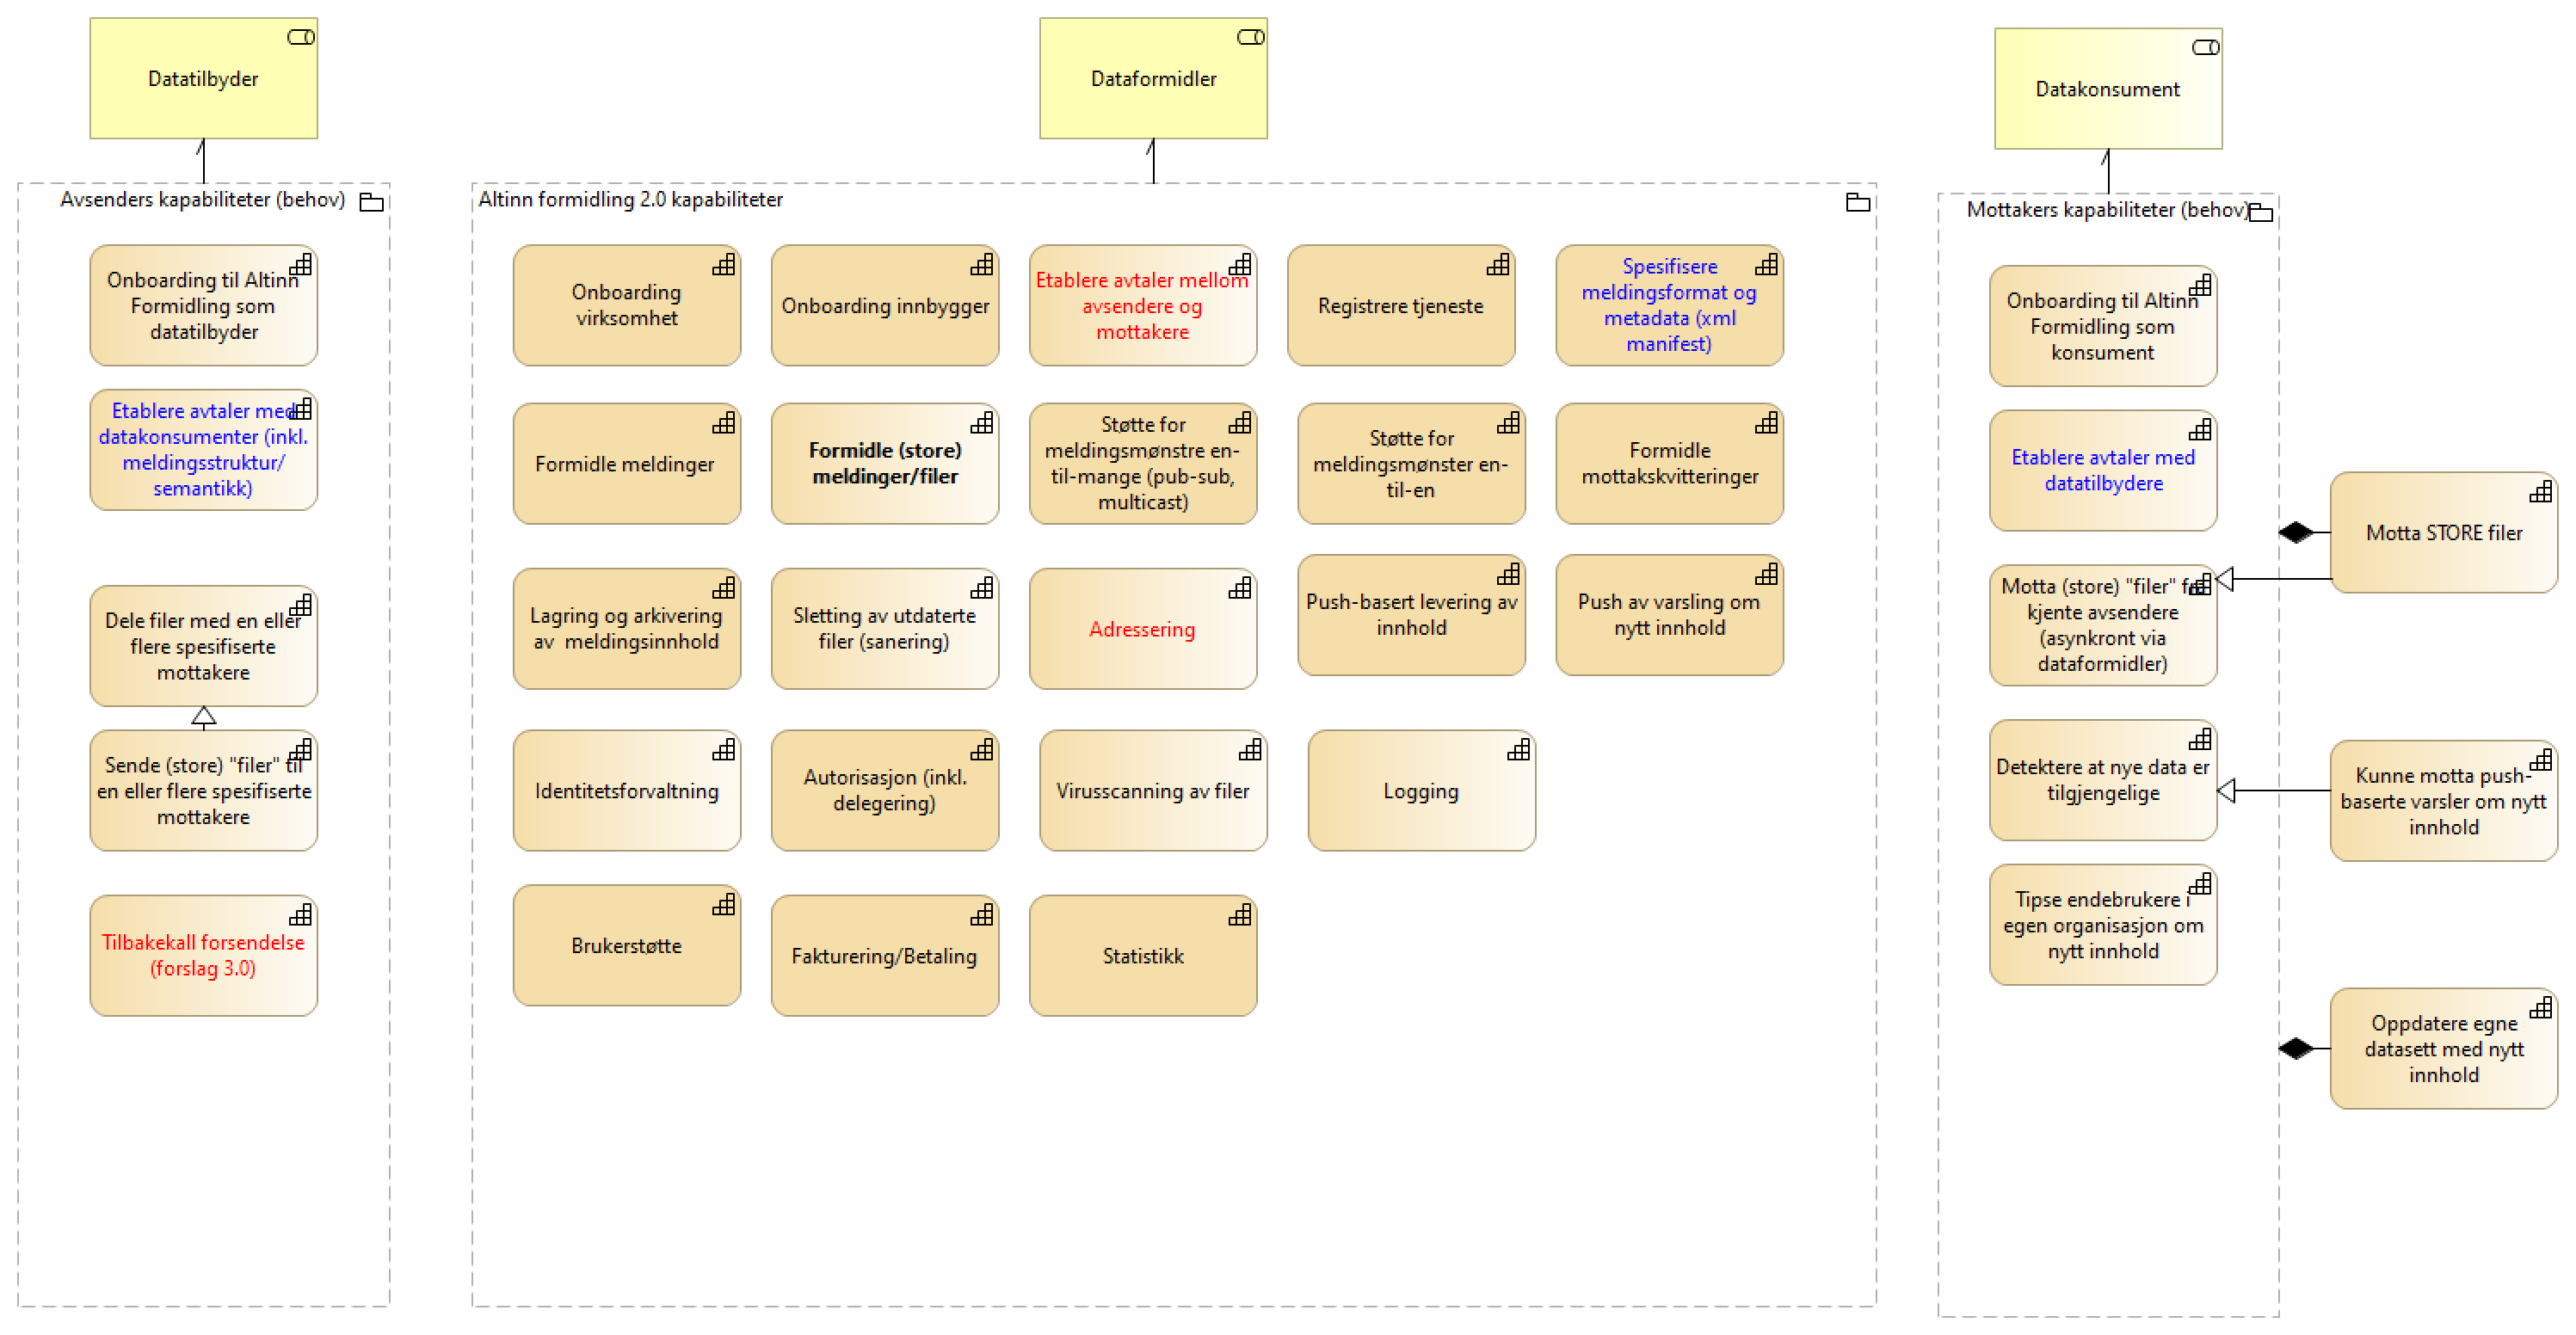 Datatilbyder
Avsenders kapabiliteter (behov)
Onboarding til Altinn
Formidling som
datatilbyder
Etablere avtaler med
datakonsumenter (inkl.
meldingsstruktur/
semantikk)
Dele filer med en eller
flere spesifiserte
mottakere
Sende (store) "filer" til
en eller flere spesifiserte
mottakere
Tilbakekall forsendelse
(forslag 3.0)
Dataformidler
Altinn formidling 2.0 kapabiliteter
Onboarding
virksomhet
Onboarding innbygger
Etablere avtaler mellom
avsendere og
mottakere
Registrere tjeneste
Spesifisere
meldingsformat og
metadata (xml
manifest)
Formidle meldinger
Formidle (store)
meldinger/filer
Støtte for
meldingsmønstre en-
til-mange (pub-sub,
multicast)
Støtte for
meldingsmønster en-
til-en
Formidle
mottakskvitteringer
Lagring og arkivering
av meldingsinnhold
Sletting av utdaterte
filer (sanering)
Adressering
Push-basert levering av
innhold
Push av varsling om
nytt innhold
Identitetsforvaltning
Autorisasjon (inkl.
delegering)
Virusscanning av filer
Logging
Brukerstøtte
Fakturering/Betaling
Statistikk
Datakonsument
Mottakers kapabiliteter (behov)
Onboarding til Altinn
Formidling som
konsument
Etablere avtaler med
datatilbydere
Motta (store) "filer" fra
kjente avsendere
(asynkront via
dataformidler)
Detektere at nye data er
tilgjengelige
Tipse endebrukere i
egen organisasjon om
nytt innhold
Motta STORE filer
Kunne motta push-
baserte varsler om nytt
innhold
Oppdatere egne
datasett med nytt
innhold